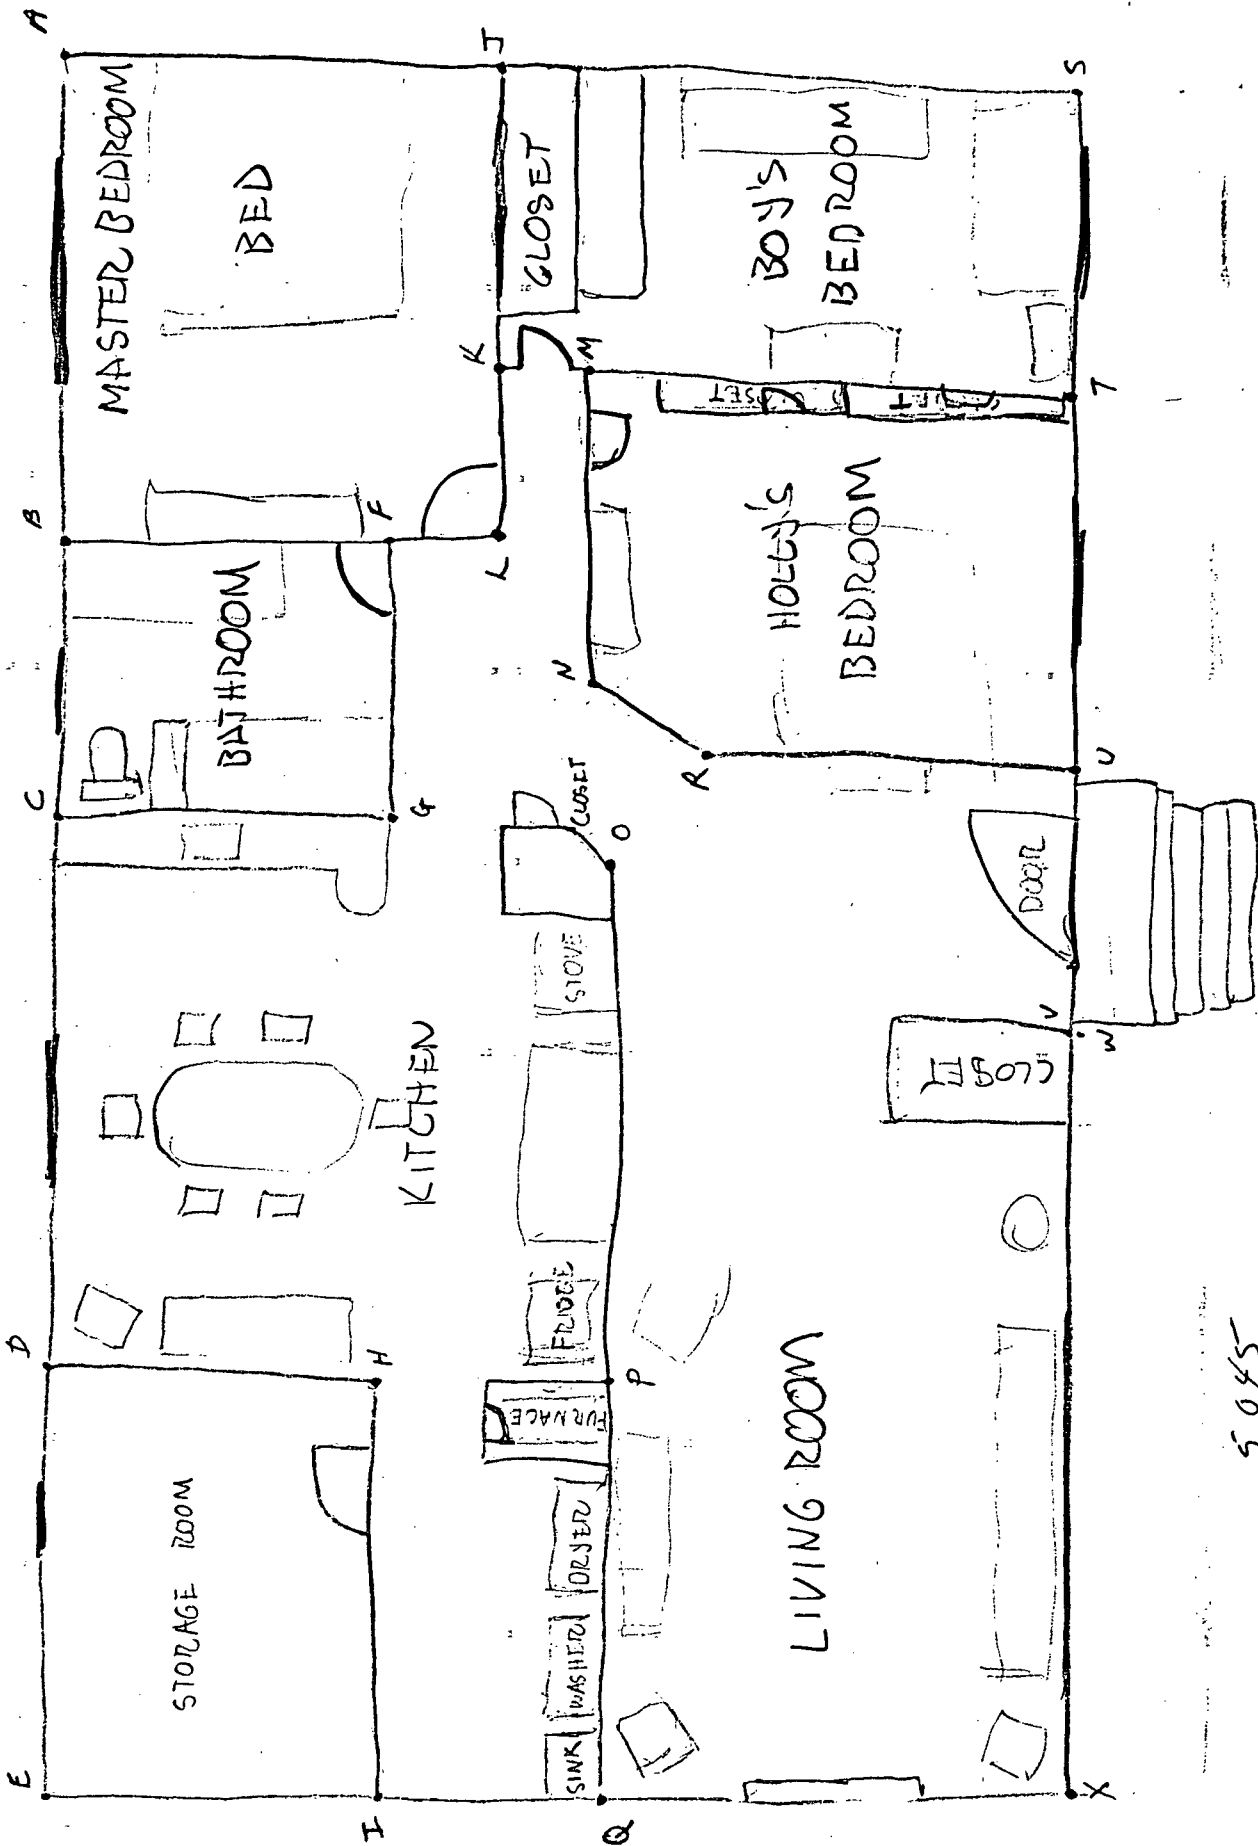 E
D
C
B
A
STORAGE ROOM
BATHROOM
MASTER BEDROOM
BED
F
I
H
G
KITCHEN
L
K
J
SINK
WASHER
DRYER
FURNACE
FRIDGE
STOVE
CLOSET
CLOSET
Q
P
O
N
M
R
LIVING ROOM
CLOSET
DOOR
HOLLY'S
BEDROOM
BOY'S
BEDROOM
X
W
V
U
T
S
5045